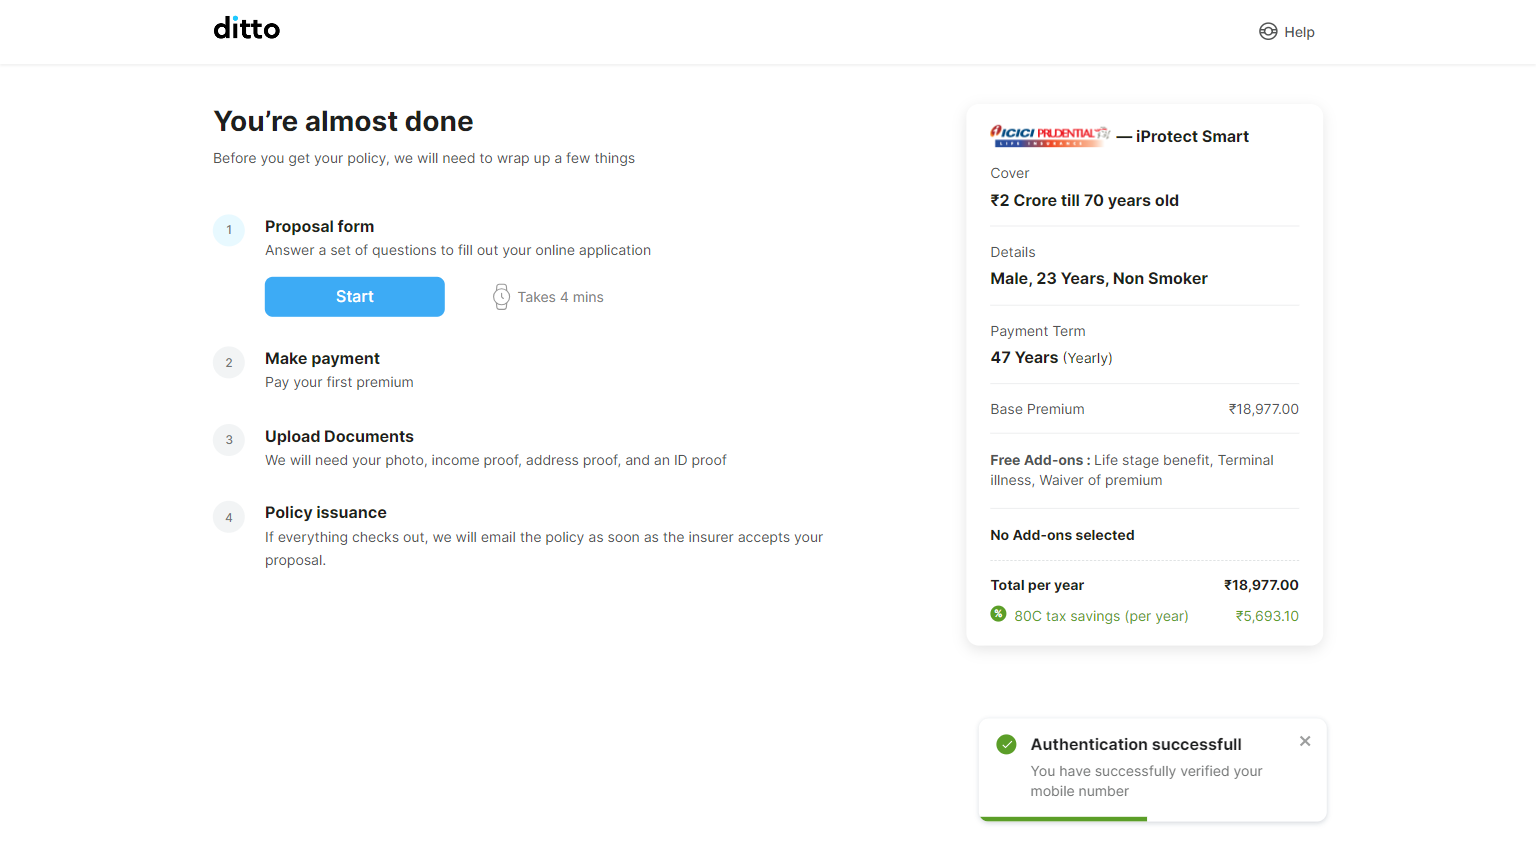 ditto
Help
You're almost done
Before you get your policy, we will need to wrap up a few things
1
Proposal form
Answer a set of questions to fill out your online application
Start
Takes 4 mins
2
Make payment
Pay your first premium
3
Upload Documents
We will need your photo, income proof, address proof, and an ID proof
4
Policy issuance
If everything checks out, we will email the policy as soon as the insurer accepts your
proposal.
ICICI PRUDENTIAL LIFE INSURANCE — iProtect Smart
Cover
₹2 Crore till 70 years old
Details
Male, 23 Years, Non Smoker
Payment Term
47 Years (Yearly)
Base Premium ₹18,977.00
Free Add-ons : Life stage benefit, Terminal
illness, Waiver of premium
No Add-ons selected
Total per year ₹18,977.00
% 80C tax savings (per year) ₹5,693.10
Authentication successfull
You have successfully verified your
mobile number